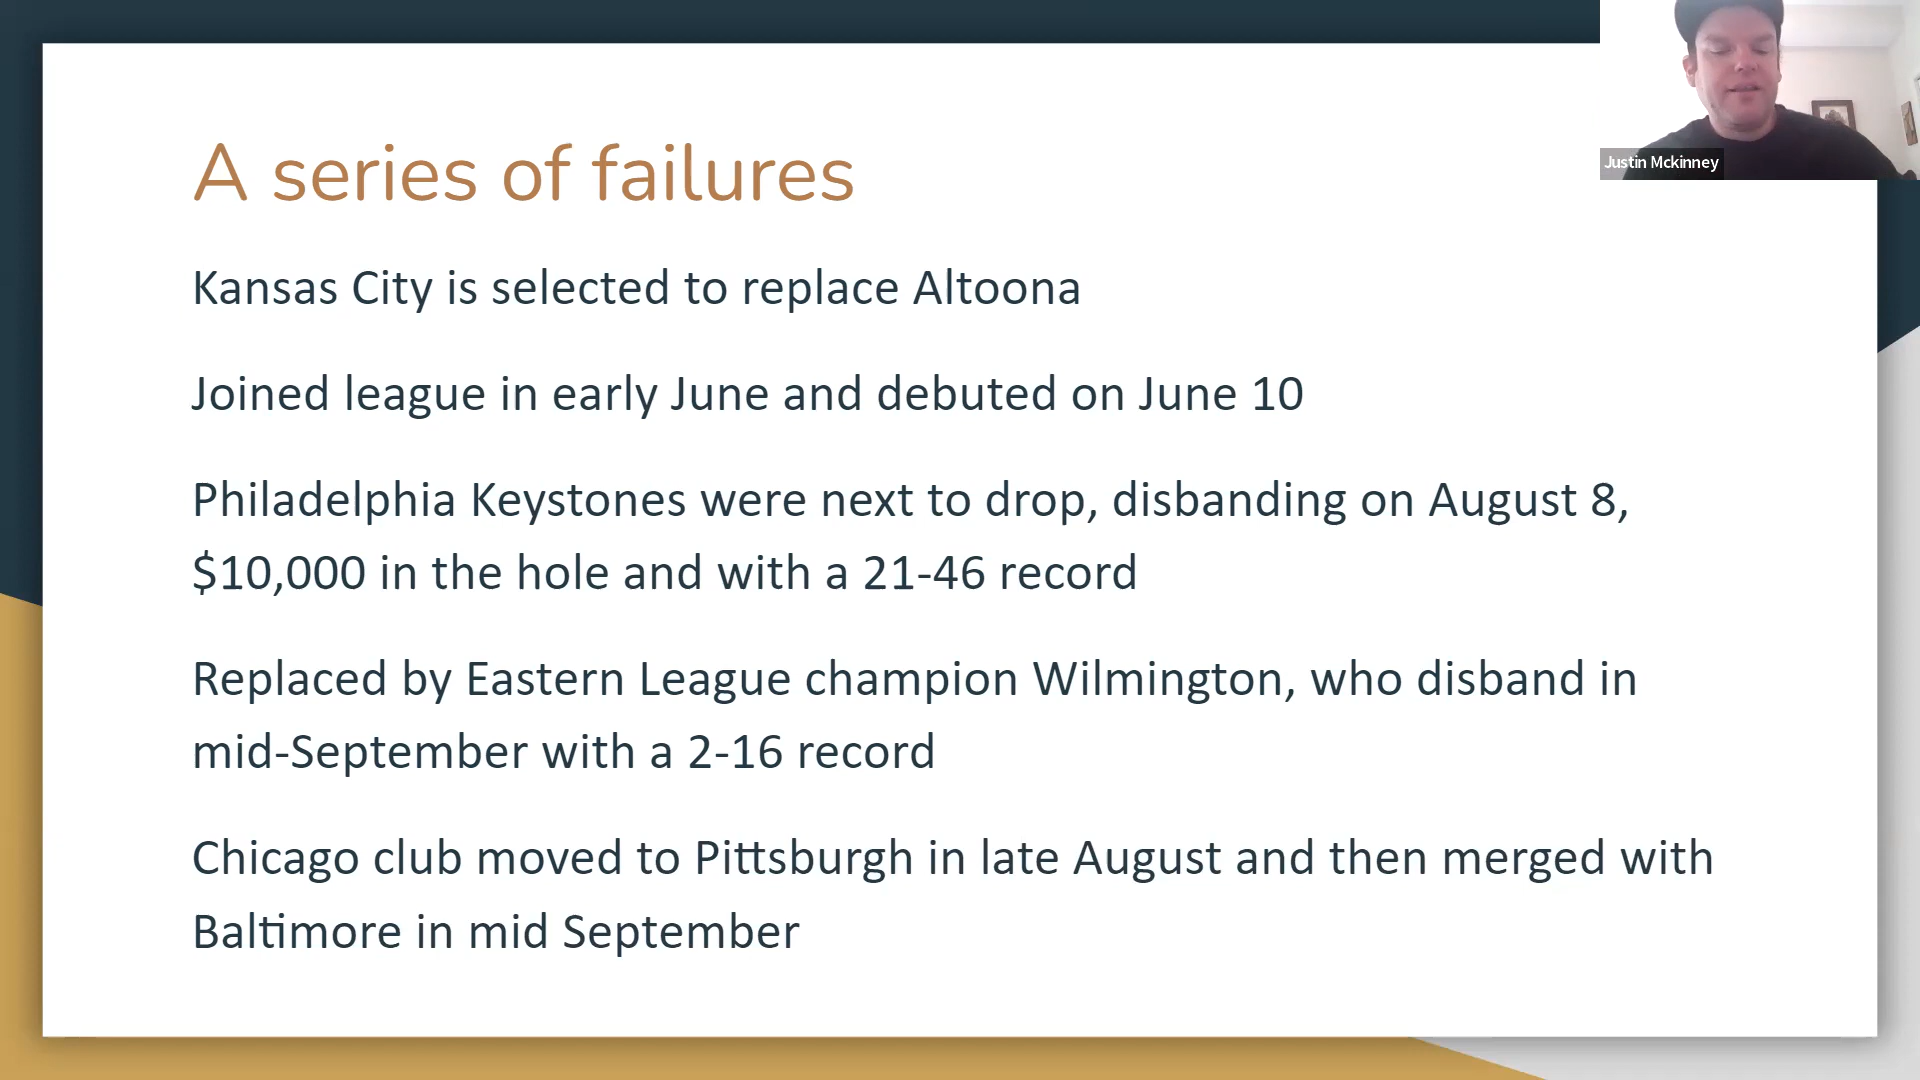 Justin Mckinney
A series of failures
Kansas City is selected to replace Altoona
Joined league in early June and debuted on June 10
Philadelphia Keystones were next to drop, disbanding on August 8,
$10,000 in the hole and with a 21-46 record
Replaced by Eastern League champion Wilmington, who disband in
mid-September with a 2-16 record
Chicago club moved to Pittsburgh in late August and then merged with
Baltimore in mid September